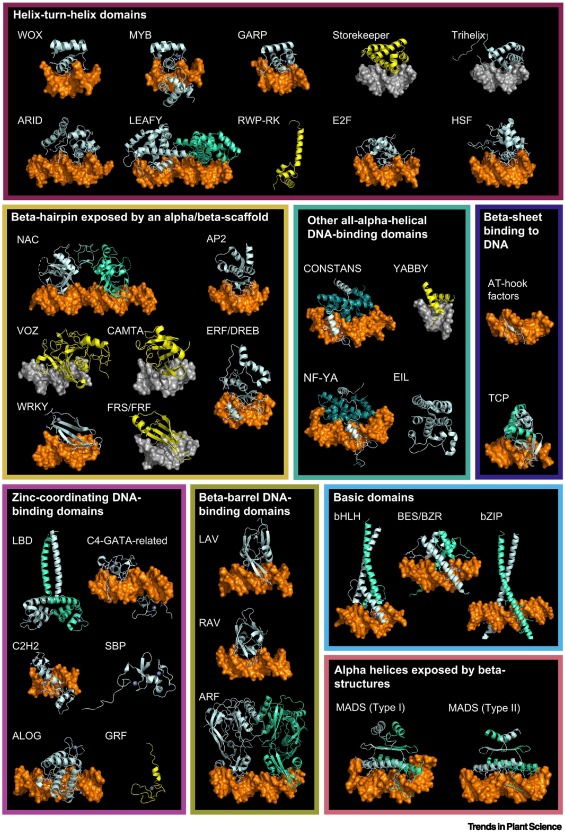 Helix-turn-helix domains
WOX MYB GARP Storekeeper Trihelix
ARID LEAFY RWP-RK E2F HSF
Beta-hairpin exposed by an alpha/beta-scaffold
NAC AP2
VOZ CAMTA ERF/DREB
WRKY FRS/FRF
Other all-alpha-helical
DNA-binding domains
CONSTANS YABBY
NF-YA EIL
Beta-sheet
binding to
DNA
AT-hook
factors
TCP
Zinc-coordinating DNA-
binding domains
LBD C4-GATA-related
C2H2 SBP
ALOG GRF
Beta-barrel DNA-
binding domains
LAV
RAV
ARF
Basic domains
bHLH BES/BZR bZIP
Alpha helices exposed by beta-
structures
MADS (Type I) MADS (Type II)
Trends in Plant Science